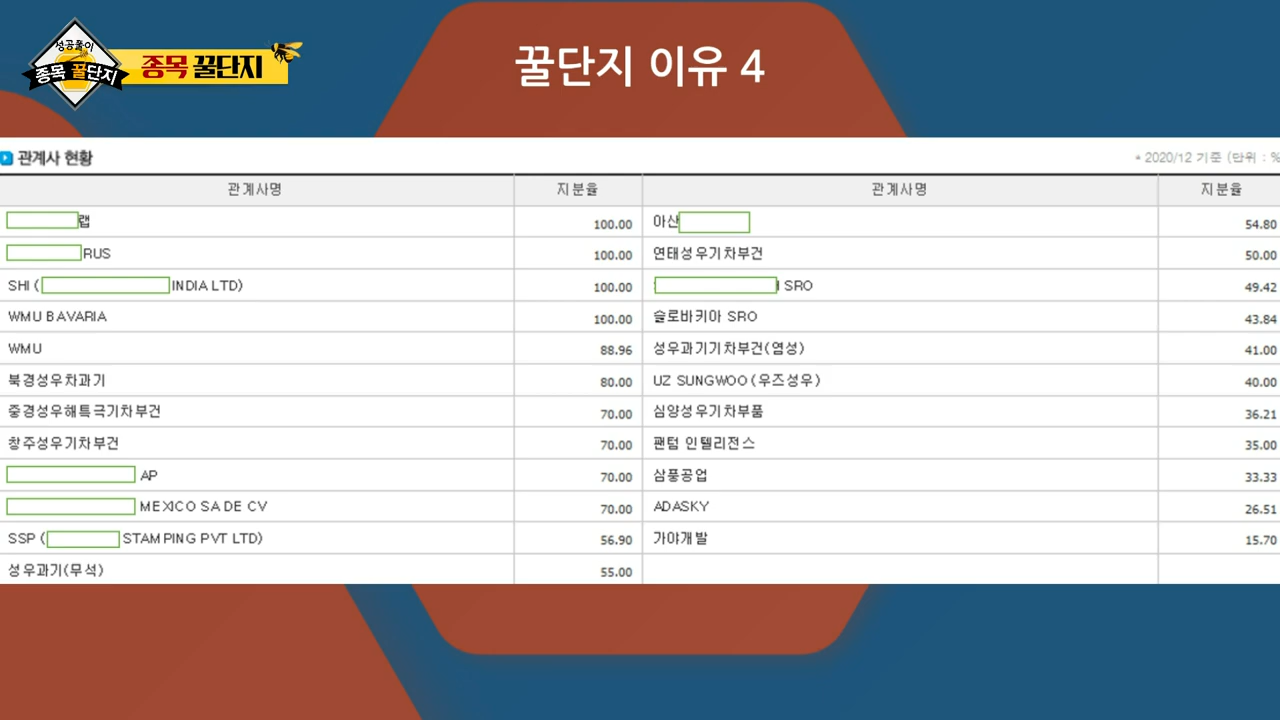 성공올이
종목 꿀단지
종목 꿀단지
꿀단지 이유 4
관계사 현황
* 2020/12 기준 (단위 : %
관계사명 지분율 관계사명 지분율
랩 100.00 아산 54.80
RUS 100.00 연태성우기차부건 50.00
SHI ( INDIA LTD) 100.00 SRO 49.42
WMU BAVARIA 100.00 슬로바키아 SRO 43.84
WMU 88.96 성우과기기차부건(염성) 41.00
북경성우차과기 80.00 UZ SUNGWOO (우즈성우) 40.00
중경성우해특극기차부건 70.00 심양성우기차부품 36.21
창주성우기차부건 70.00 팬텀 인텔리전스 35.00
AP 70.00 삼풍공업 33.33
MEXICO SA DE CV 70.00 ADASKY 26.51
SSP ( STAMPING PVT LTD) 56.90 가야개발 15.70
성우과기(무석) 55.00